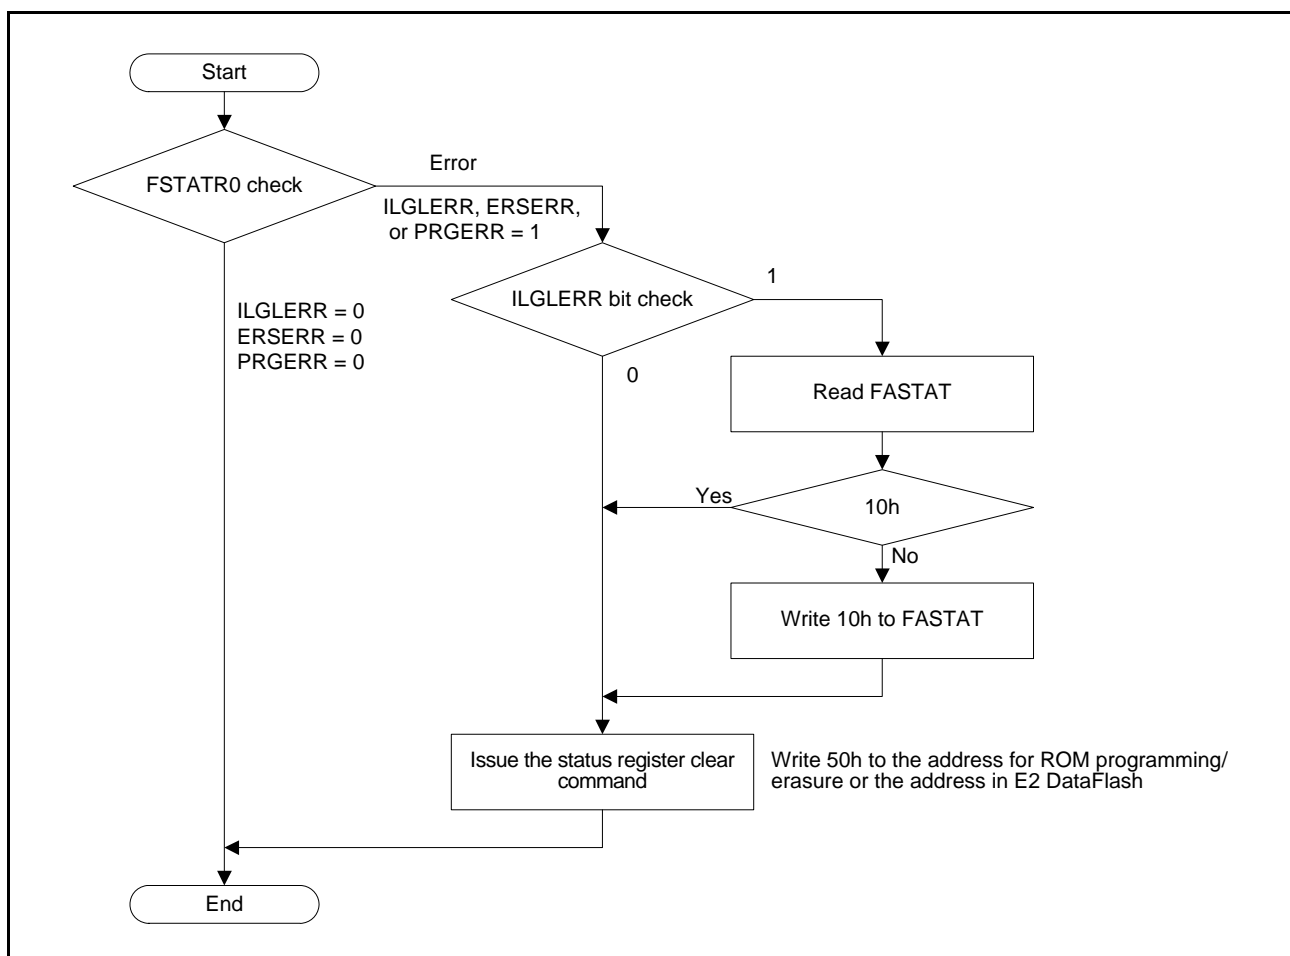 Start
FSTATR0 check
Error
ILGLERR, ERSERR,
or PRGERR = 1
ILGLERR = 0
ERSERR = 0
PRGERR = 0
ILGLERR bit check
1
0
Read FASTAT
10h
Yes
No
Write 10h to FASTAT
Issue the status register clear
command
Write 50h to the address for ROM programming/
erasure or the address in E2 DataFlash
End